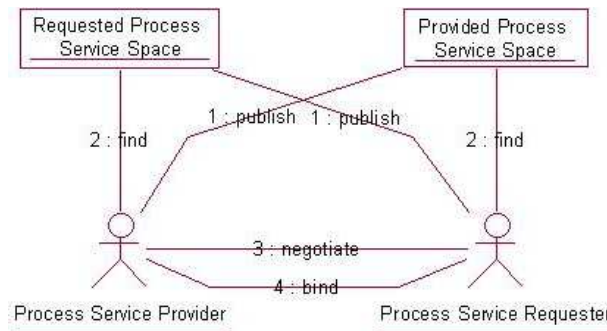 Requested Process
Service Space
Provided Process
Service Space
1 : publish
1 : publish
2 : find
2 : find
3 : negotiate
4 : bind
Process Service Provider
Process Service Requester